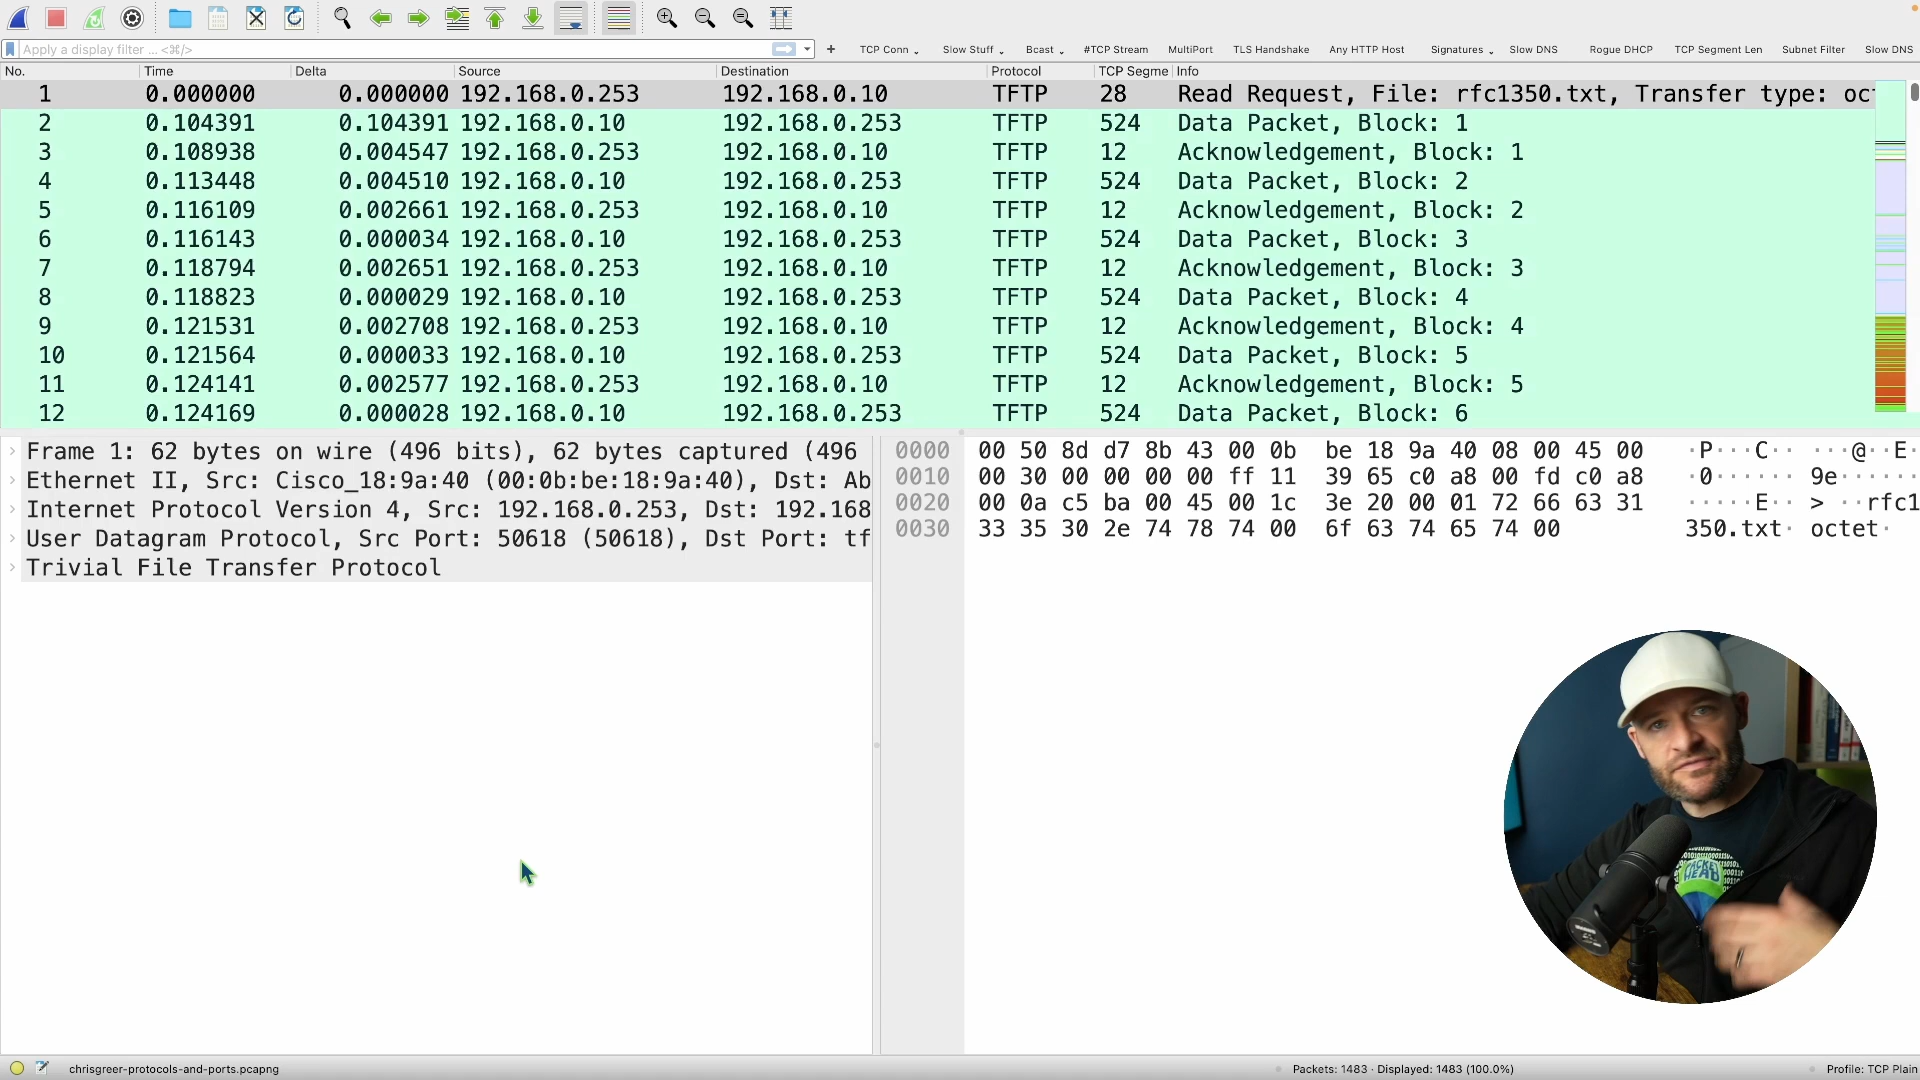 Apply a display filter ... <⌘/>
+ TCP Conn Slow Stuff Bcast #TCP Stream MultiPort TLS Handshake Any HTTP Host Signatures Slow DNS Rogue DHCP TCP Segment Len Subnet Filter Slow DNS
No. Time Delta Source Destination Protocol TCP Segme Info
1 0.000000 0.000000 192.168.0.253 192.168.0.10 TFTP 28 Read Request, File: rfc1350.txt, Transfer type: oct
2 0.104391 0.104391 192.168.0.10 192.168.0.253 TFTP 524 Data Packet, Block: 1
3 0.108938 0.004547 192.168.0.253 192.168.0.10 TFTP 12 Acknowledgement, Block: 1
4 0.113448 0.004510 192.168.0.10 192.168.0.253 TFTP 524 Data Packet, Block: 2
5 0.116109 0.002661 192.168.0.253 192.168.0.10 TFTP 12 Acknowledgement, Block: 2
6 0.116143 0.000034 192.168.0.10 192.168.0.253 TFTP 524 Data Packet, Block: 3
7 0.118794 0.002651 192.168.0.253 192.168.0.10 TFTP 12 Acknowledgement, Block: 3
8 0.118823 0.000029 192.168.0.10 192.168.0.253 TFTP 524 Data Packet, Block: 4
9 0.121531 0.002708 192.168.0.253 192.168.0.10 TFTP 12 Acknowledgement, Block: 4
10 0.121564 0.000033 192.168.0.10 192.168.0.253 TFTP 524 Data Packet, Block: 5
11 0.124141 0.002577 192.168.0.253 192.168.0.10 TFTP 12 Acknowledgement, Block: 5
12 0.124169 0.000028 192.168.0.10 192.168.0.253 TFTP 524 Data Packet, Block: 6
Frame 1: 62 bytes on wire (496 bits), 62 bytes captured (496
Ethernet II, Src: Cisco_18:9a:40 (00:0b:be:18:9a:40), Dst: Ab
Internet Protocol Version 4, Src: 192.168.0.253, Dst: 192.168
User Datagram Protocol, Src Port: 50618 (50618), Dst Port: tf
Trivial File Transfer Protocol
0000 00 50 8d d7 8b 43 00 0b be 18 9a 40 08 00 45 00 ·P···C·· ···@··E·
0010 00 30 00 00 00 00 ff 11 39 65 c0 a8 00 fd c0 a8 ·0······ 9e······
0020 00 0a c5 ba 00 45 00 1c 3e 20 00 01 72 66 63 31 ·····E·· > ··rfc1
0030 33 35 30 2e 74 78 74 00 6f 63 74 65 74 00 350.txt· octet·
PACKET HEAD
chrisgreer-protocols-and-ports.pcapng Packets: 1483 · Displayed: 1483 (100.0%) Profile: TCP Plain